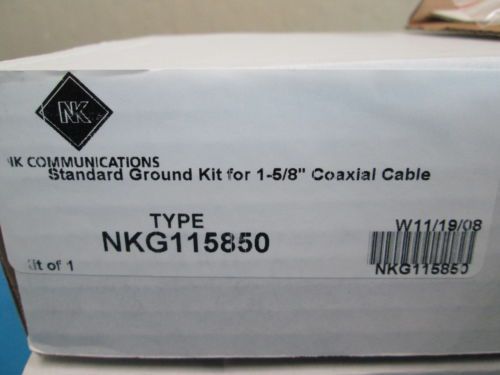 NK
NK COMMUNICATIONS
Standard Ground Kit for 1-5/8" Coaxial Cable
TYPE
NKG115850
W11/19/08
Kit of 1
NKG115850